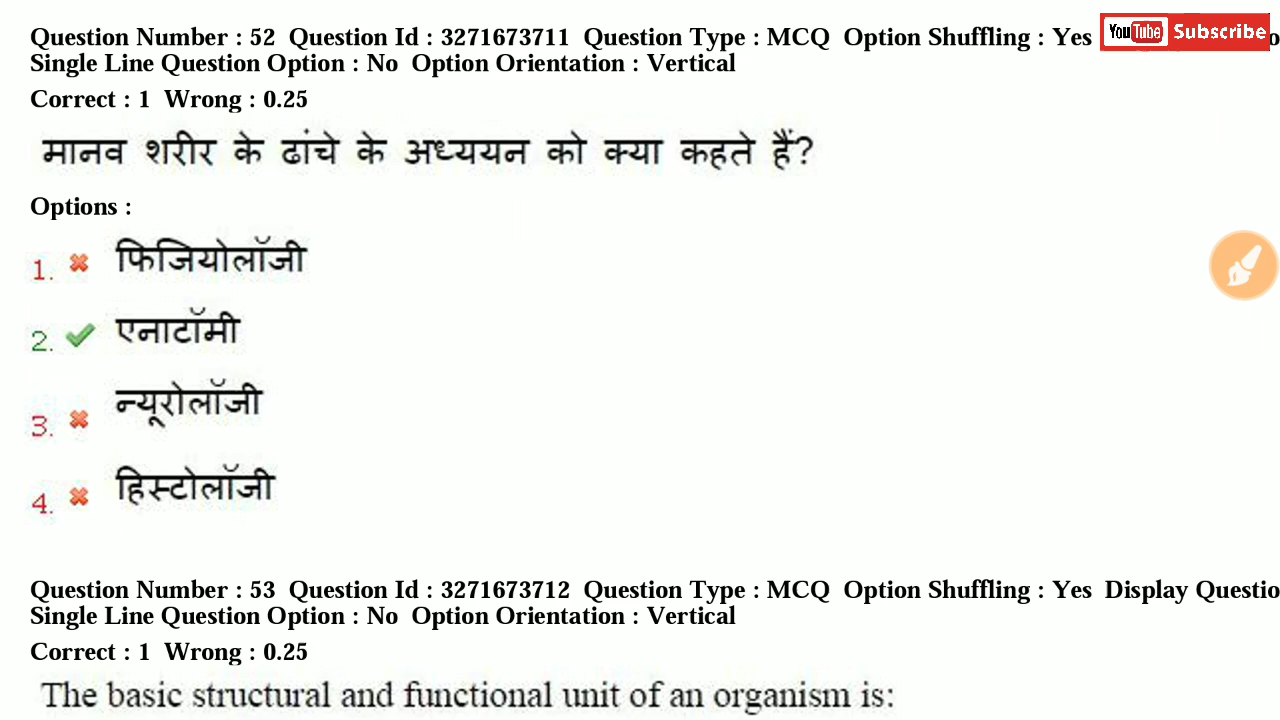 Question Number : 52 Question Id : 3271673711 Question Type : MCQ Option Shuffling : Yes
YouTube Subscribe
Single Line Question Option : No Option Orientation : Vertical
Correct : 1 Wrong : 0.25
मानव शरीर के ढांचे के अध्ययन को क्या कहते हैं?
Options :
1. फिजियोलॉजी
2. एनाटॉमी
3. न्यूरोलॉजी
4. हिस्टोलॉजी
Question Number : 53 Question Id : 3271673712 Question Type : MCQ Option Shuffling : Yes Display Questio
Single Line Question Option : No Option Orientation : Vertical
Correct : 1 Wrong : 0.25
The basic structural and functional unit of an organism is: